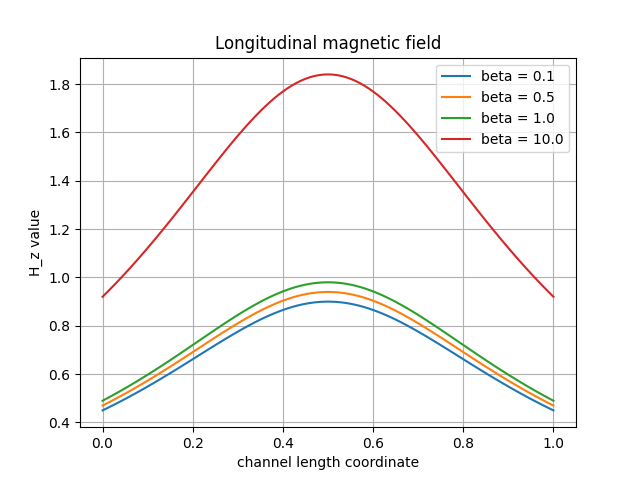 Longitudinal magnetic field
beta = 0.1
beta = 0.5
beta = 1.0
beta = 10.0
H_z value
1.8
1.6
1.4
1.2
1.0
0.8
0.6
0.4
0.0 0.2 0.4 0.6 0.8 1.0
channel length coordinate